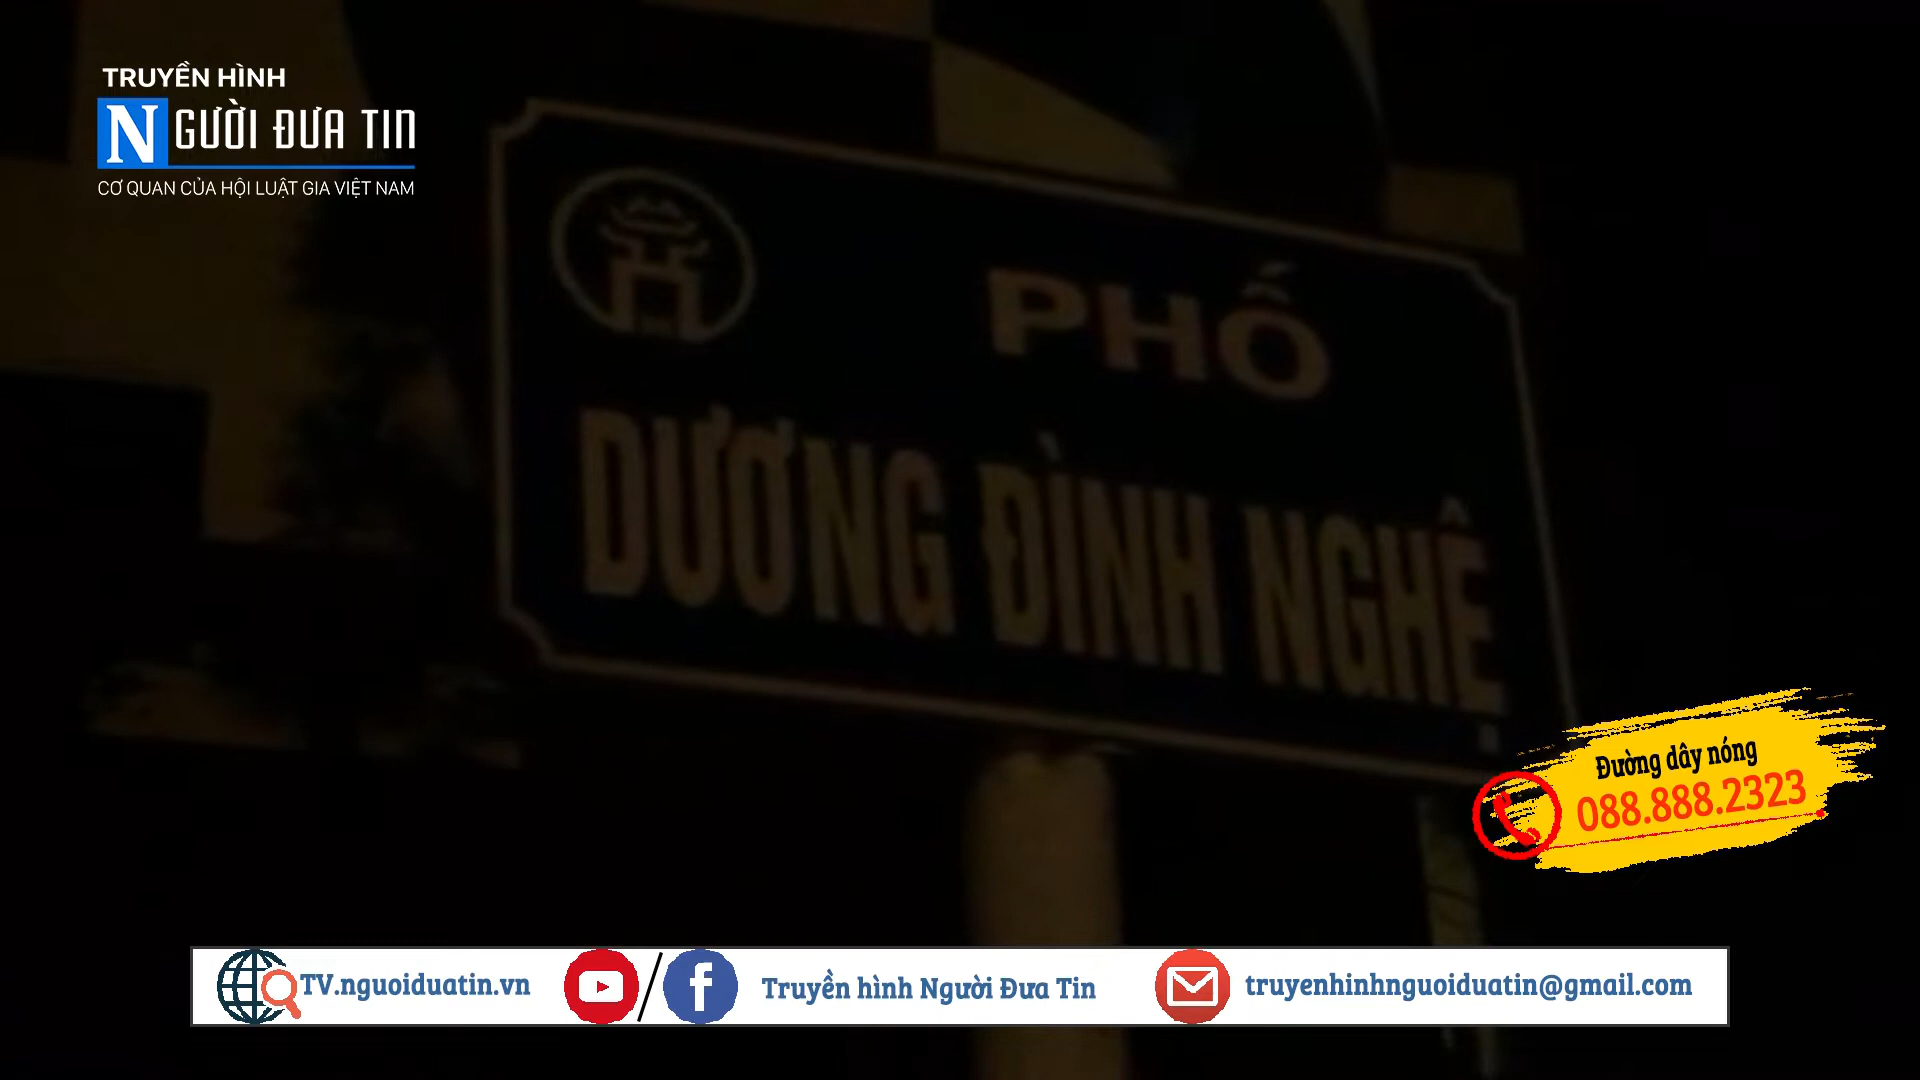 TRUYỀN HÌNH
NGƯỜI ĐƯA TIN
CƠ QUAN CỦA HỘI LUẬT GIA VIỆT NAM
PHỐ
DƯƠNG ĐÌNH NGHỆ
Đường dây nóng
088.888.2323
TV.nguoiduatin.vn
Truyền hình Người Đưa Tin
truyenhinhnguoiduatin@gmail.com